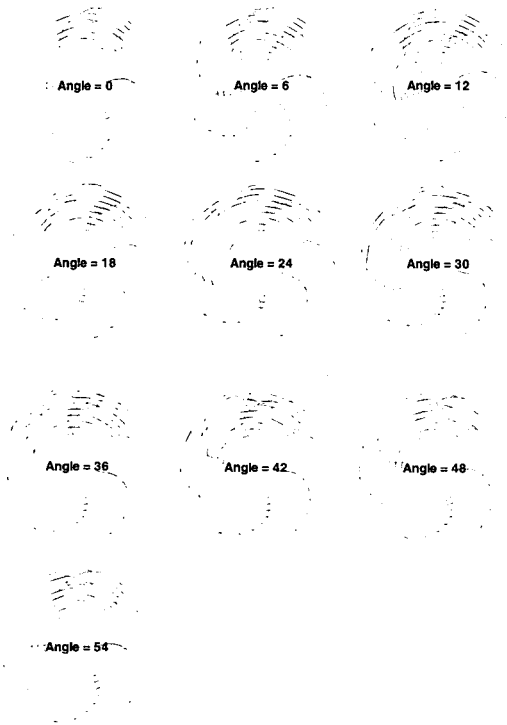 Angle = 0
Angle = 6
Angle = 12
Angle = 18
Angle = 24
Angle = 30
Angle = 36
Angle = 42
Angle = 48
Angle = 54